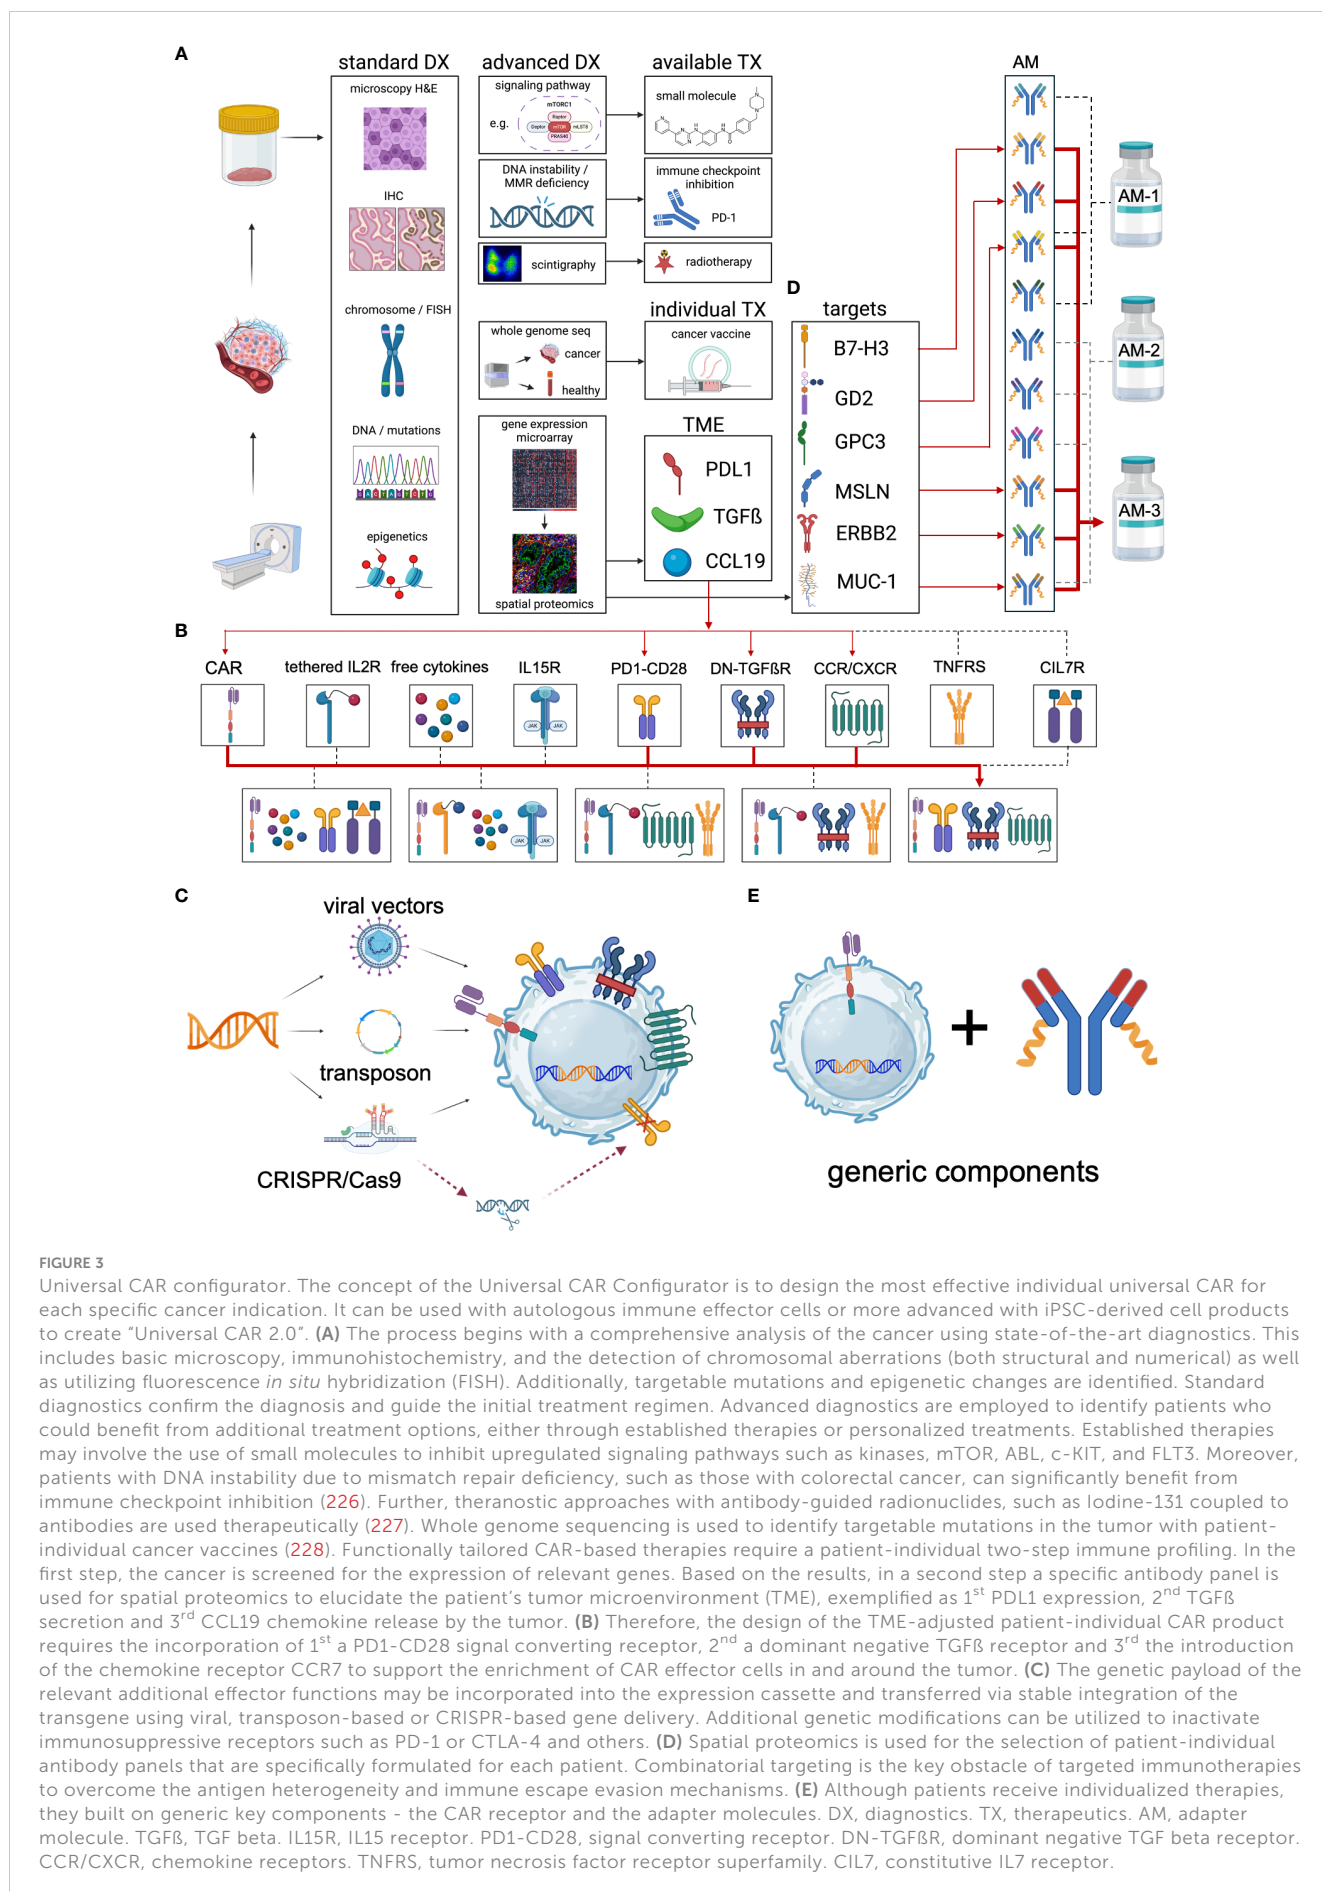 A
standard DX
advanced DX
available TX
AM
microscopy H&E
signaling pathway
e.g.
mTORC1
Raptor
Deptor
mTOR
mLST8
PRAS40
small molecule
IHC
DNA instability /
MMR deficiency
immune checkpoint
inhibition
PD-1
AM-1
scintigraphy
radiotherapy
chromosome / FISH
individual TX
D
targets
whole genome seq
cancer
healthy
cancer vaccine
B7-H3
AM-2
GD2
DNA / mutations
gene expression
microarray
TME
PDL1
TGFß
CCL19
GPC3
MSLN
ERBB2
MUC-1
AM-3
epigenetics
spatial proteomics
B
CAR
tethered IL2R
free cytokines
IL15R
PD1-CD28
DN-TGFßR
CCR/CXCR
TNFRS
CIL7R
JAK
JAK
JAK
JAK
C
viral vectors
transposon
CRISPR/Cas9
E
generic components
FIGURE 3
Universal CAR configurator. The concept of the Universal CAR Configurator is to design the most effective individual universal CAR for
each specific cancer indication. It can be used with autologous immune effector cells or more advanced with iPSC-derived cell products
to create “Universal CAR 2.0”. (A) The process begins with a comprehensive analysis of the cancer using state-of-the-art diagnostics. This
includes basic microscopy, immunohistochemistry, and the detection of chromosomal aberrations (both structural and numerical) as well
as utilizing fluorescence in situ hybridization (FISH). Additionally, targetable mutations and epigenetic changes are identified. Standard
diagnostics confirm the diagnosis and guide the initial treatment regimen. Advanced diagnostics are employed to identify patients who
could benefit from additional treatment options, either through established therapies or personalized treatments. Established therapies
may involve the use of small molecules to inhibit upregulated signaling pathways such as kinases, mTOR, ABL, c-KIT, and FLT3. Moreover,
patients with DNA instability due to mismatch repair deficiency, such as those with colorectal cancer, can significantly benefit from
immune checkpoint inhibition (226). Further, theranostic approaches with antibody-guided radionuclides, such as Iodine-131 coupled to
antibodies are used therapeutically (227). Whole genome sequencing is used to identify targetable mutations in the tumor with patient-
individual cancer vaccines (228). Functionally tailored CAR-based therapies require a patient-individual two-step immune profiling. In the
first step, the cancer is screened for the expression of relevant genes. Based on the results, in a second step a specific antibody panel is
used for spatial proteomics to elucidate the patient’s tumor microenvironment (TME), exemplified as 1st PDL1 expression, 2nd TGFß
secretion and 3rd CCL19 chemokine release by the tumor. (B) Therefore, the design of the TME-adjusted patient-individual CAR product
requires the incorporation of 1st a PD1-CD28 signal converting receptor, 2nd a dominant negative TGFß receptor and 3rd the introduction
of the chemokine receptor CCR7 to support the enrichment of CAR effector cells in and around the tumor. (C) The genetic payload of the
relevant additional effector functions may be incorporated into the expression cassette and transferred via stable integration of the
transgene using viral, transposon-based or CRISPR-based gene delivery. Additional genetic modifications can be utilized to inactivate
immunosuppressive receptors such as PD-1 or CTLA-4 and others. (D) Spatial proteomics is used for the selection of patient-individual
antibody panels that are specifically formulated for each patient. Combinatorial targeting is the key obstacle of targeted immunotherapies
to overcome the antigen heterogeneity and immune escape evasion mechanisms. (E) Although patients receive individualized therapies,
they built on generic key components - the CAR receptor and the adapter molecules. DX, diagnostics. TX, therapeutics. AM, adapter
molecule. TGFß, TGF beta. IL15R, IL15 receptor. PD1-CD28, signal converting receptor. DN-TGFßR, dominant negative TGF beta receptor.
CCR/CXCR, chemokine receptors. TNFRS, tumor necrosis factor receptor superfamily. CIL7, constitutive IL7 receptor.